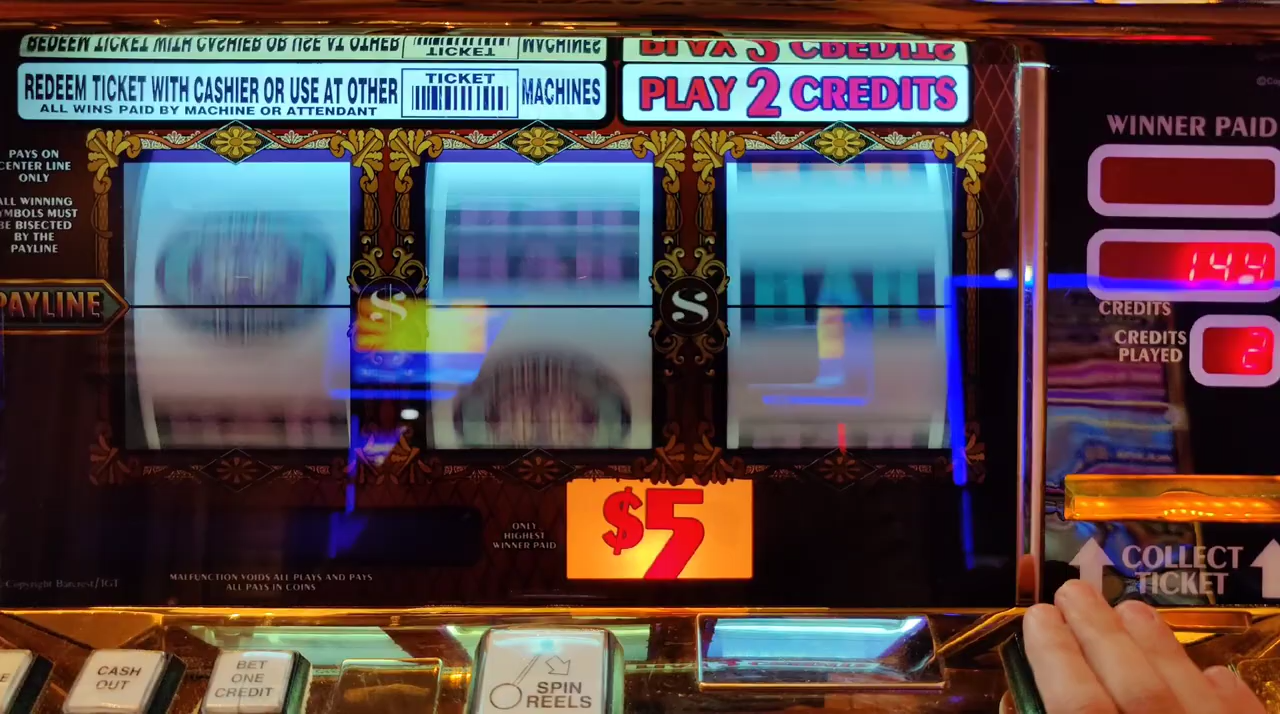 REDEEM TICKET WITH CASHIER OR USE AT OTHER TICKET MACHINES
ALL WINS PAID BY MACHINE OR ATTENDANT
PLAY 2 CREDITS
PAYS ON
CENTER LINE
ONLY
ALL WINNING
SYMBOLS MUST
BE BISECTED
BY THE
PAYLINE
PAYLINE
S
S
WINNER PAID
144
CREDITS
CREDITS
PLAYED
2
$5
ONLY
HIGHEST
WINNER PAID
Copyright Barcrest/IGT
MALFUNCTION VOIDS ALL PLAYS AND PAYS
ALL PAYS IN COINS
COLLECT
TICKET
CASH
OUT
BET
ONE
CREDIT
SPIN
REELS